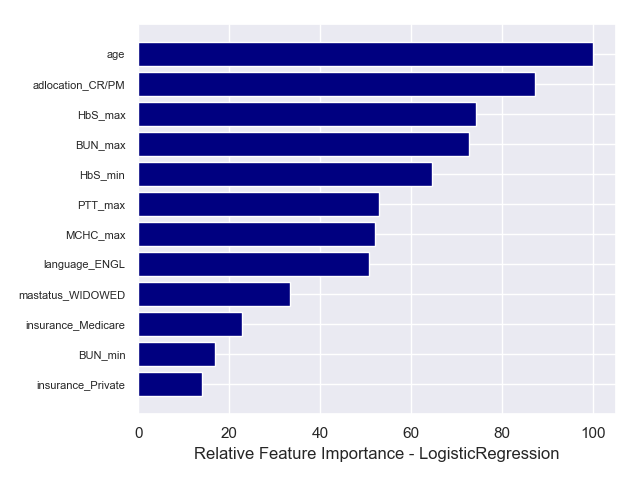 age
adlocation_CR/PM
HbS_max
BUN_max
HbS_min
PTT_max
MCHC_max
language_ENGL
mastatus_WIDOWED
insurance_Medicare
BUN_min
insurance_Private
0 20 40 60 80 100
Relative Feature Importance - LogisticRegression